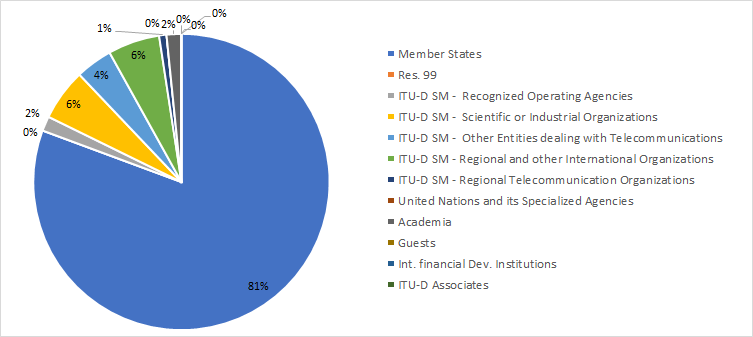 0%
0%
0%
0%
2%
1%
6%
4%
6%
2%
0%
81%
Member States
Res. 99
ITU-D SM - Recognized Operating Agencies
ITU-D SM - Scientific or Industrial Organizations
ITU-D SM - Other Entities dealing with Telecommunications
ITU-D SM - Regional and other International Organizations
ITU-D SM - Regional Telecommunication Organizations
United Nations and its Specialized Agencies
Academia
Guests
Int. financial Dev. Institutions
ITU-D Associates